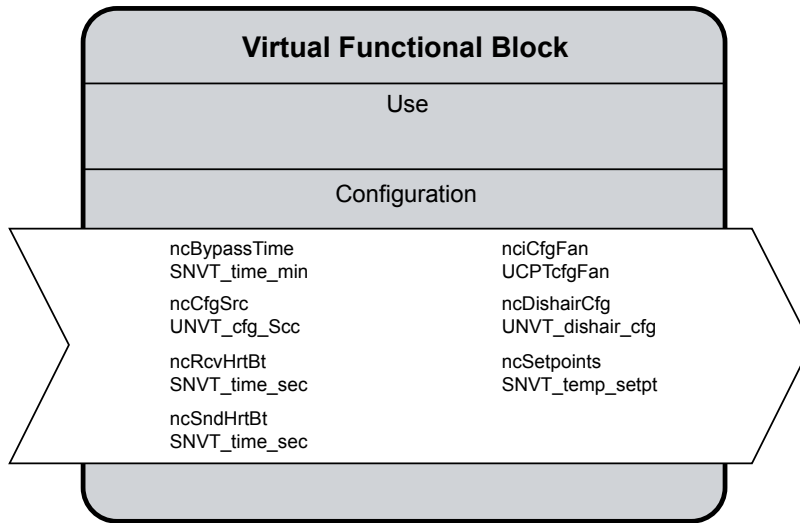 Virtual Functional Block
Use
Configuration
ncBypassTime
SNVT_time_min
ncCfgSrc
UNVT_cfg_Scc
ncRcvHrtBt
SNVT_time_sec
ncSndHrtBt
SNVT_time_sec
nciCfgFan
UCPTcfgFan
ncDishairCfg
UNVT_dishair_cfg
ncSetpoints
SNVT_temp_setpt